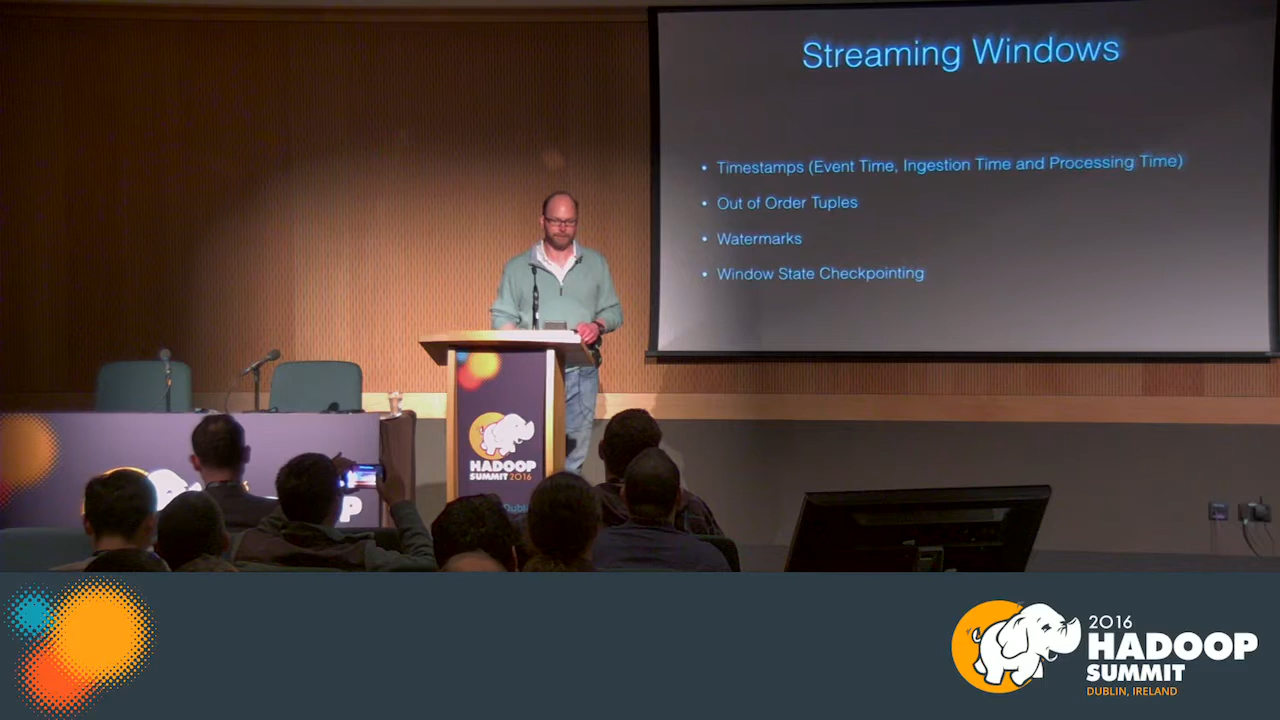 Streaming Windows
• Timestamps (Event Time, Ingestion Time and Processing Time)
• Out of Order Tuples
• Watermarks
• Window State Checkpointing
HADOOP
SUMMIT 2016
2016
HADOOP
SUMMIT
DUBLIN, IRELAND